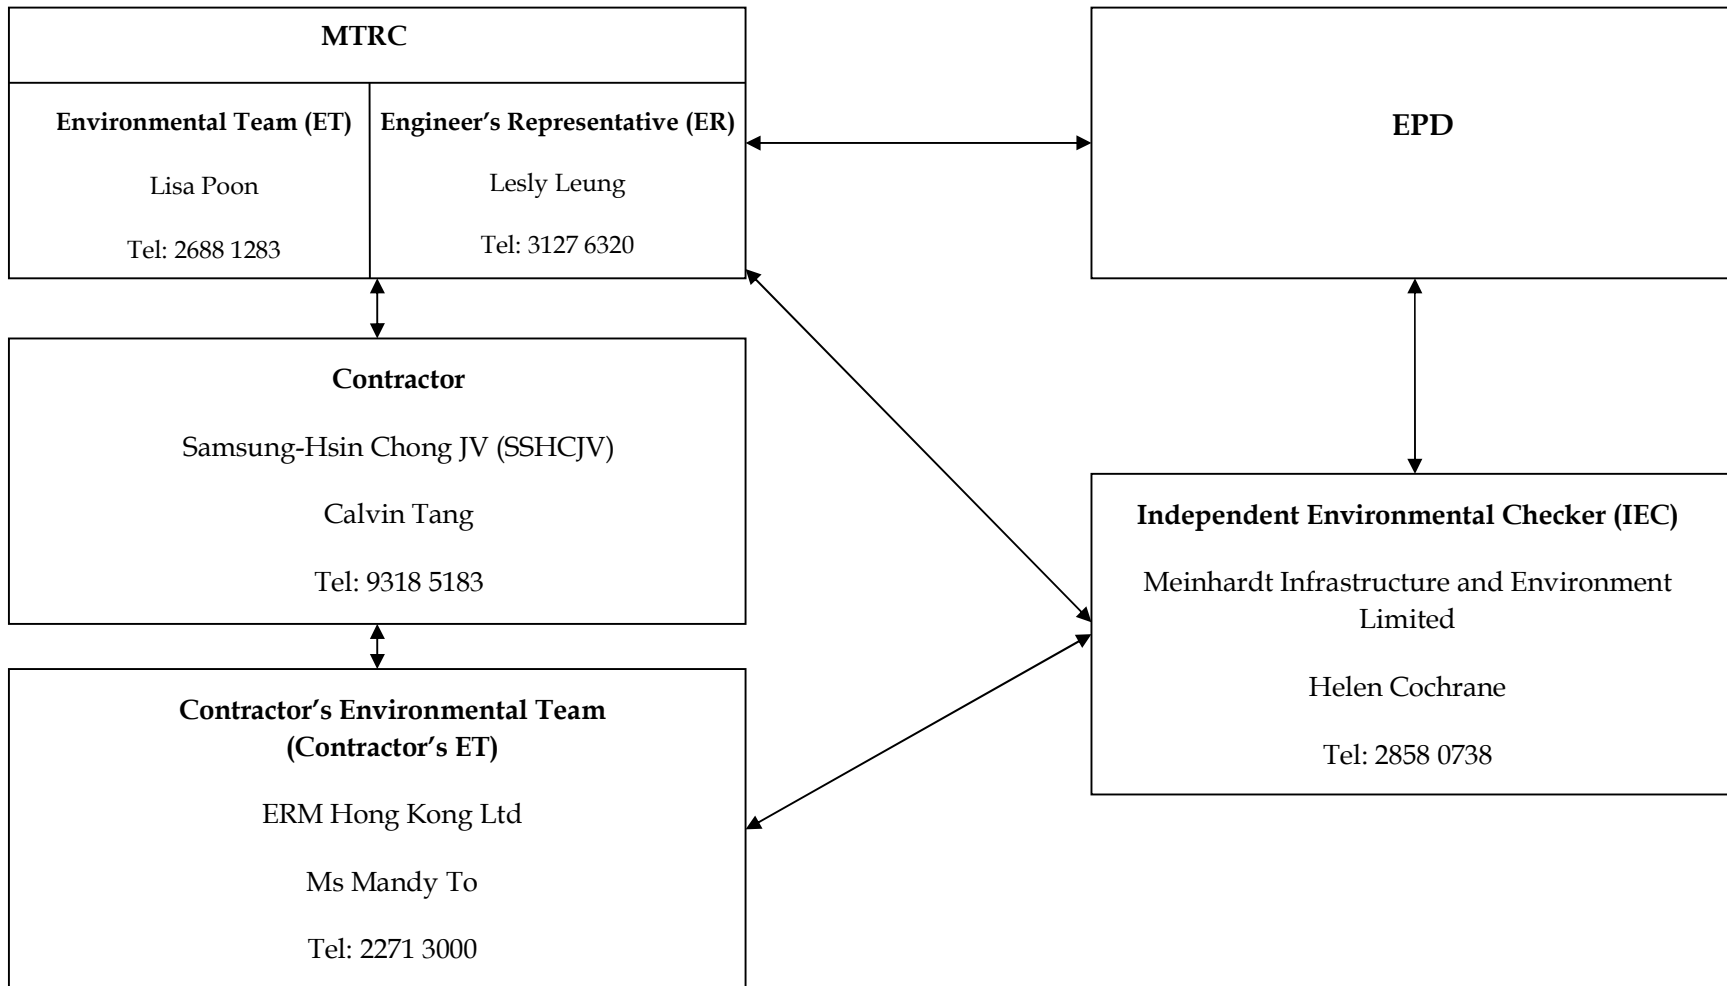 MTRC
Environmental Team (ET)
Lisa Poon
Tel: 2688 1283
Engineer’s Representative (ER)
Lesly Leung
Tel: 3127 6320
EPD
Contractor
Samsung-Hsin Chong JV (SSHCJV)
Calvin Tang
Tel: 9318 5183
Independent Environmental Checker (IEC)
Meinhardt Infrastructure and Environment
Limited
Helen Cochrane
Tel: 2858 0738
Contractor’s Environmental Team
(Contractor’s ET)
ERM Hong Kong Ltd
Ms Mandy To
Tel: 2271 3000